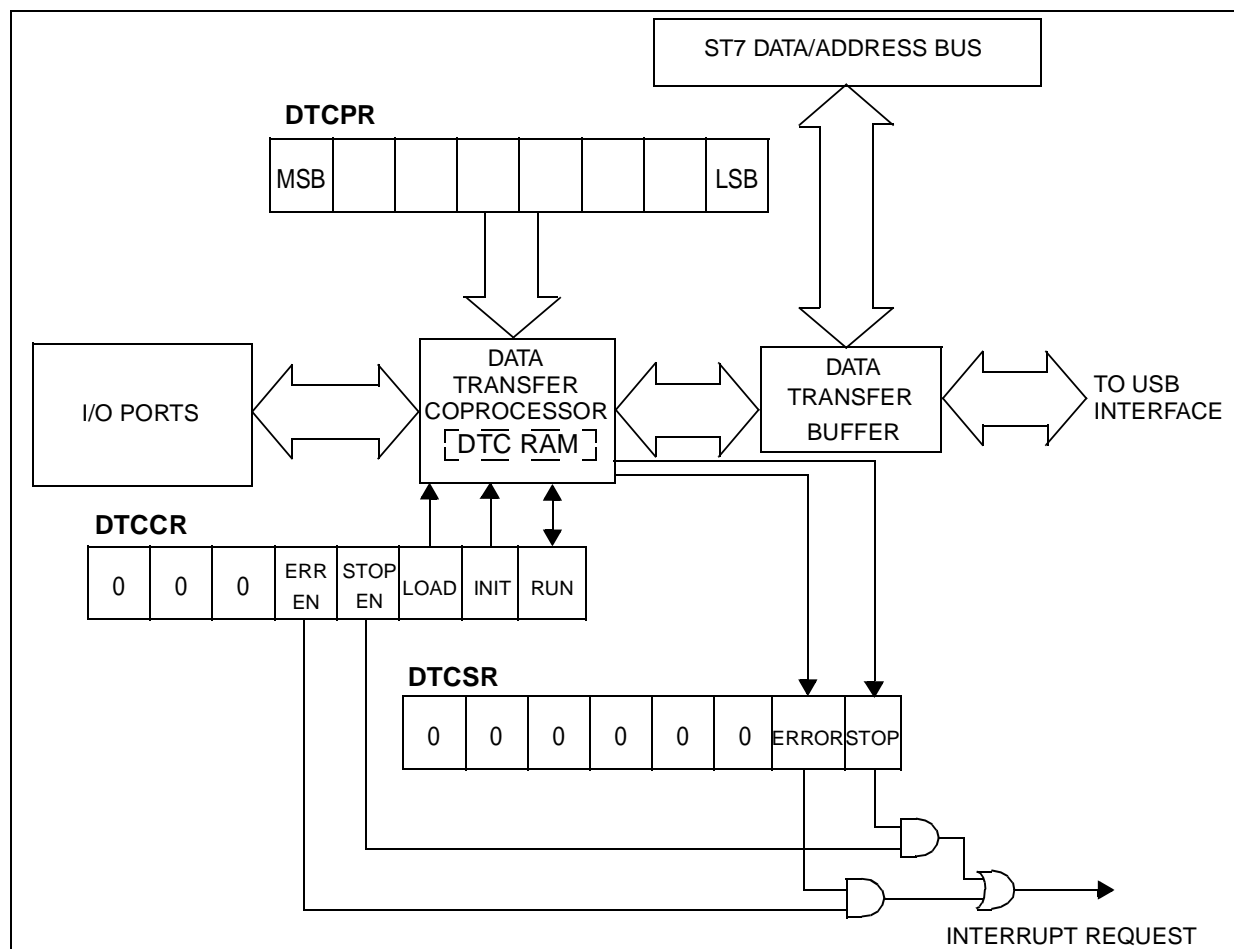 ST7 DATA/ADDRESS BUS
DTCPR
MSB LSB
I/O PORTS
DATA
TRANSFER
COPROCESSOR
DTC RAM
DATA
TRANSFER
BUFFER
TO USB
INTERFACE
DTCCR
0 0 0 ERR EN STOP EN LOAD INIT RUN
DTCSR
0 0 0 0 0 0 ERROR STOP
INTERRUPT REQUEST